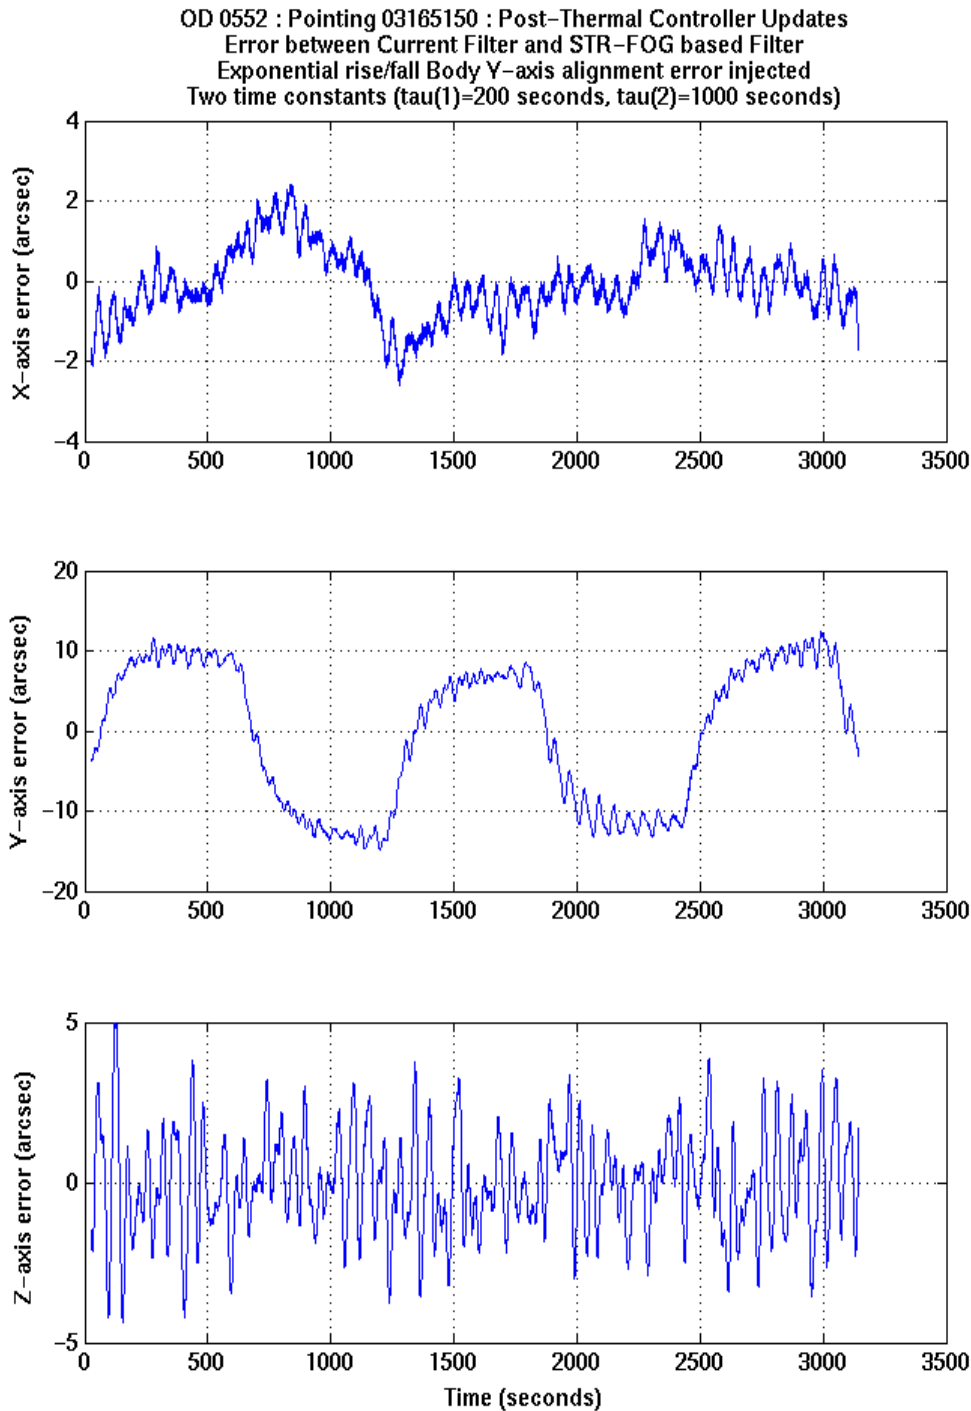 OD 0552 : Pointing 03165150 : Post-Thermal Controller Updates
Error between Current Filter and STR-FOG based Filter
Exponential rise/fall Body Y-axis alignment error injected
Two time constants (tau(1)=200 seconds, tau(2)=1000 seconds)
X-axis error (arcsec)
4
2
0
-2
-4
0 500 1000 1500 2000 2500 3000 3500
Y-axis error (arcsec)
20
10
0
-10
-20
0 500 1000 1500 2000 2500 3000 3500
Z-axis error (arcsec)
5
0
-5
0 500 1000 1500 2000 2500 3000 3500
Time (seconds)